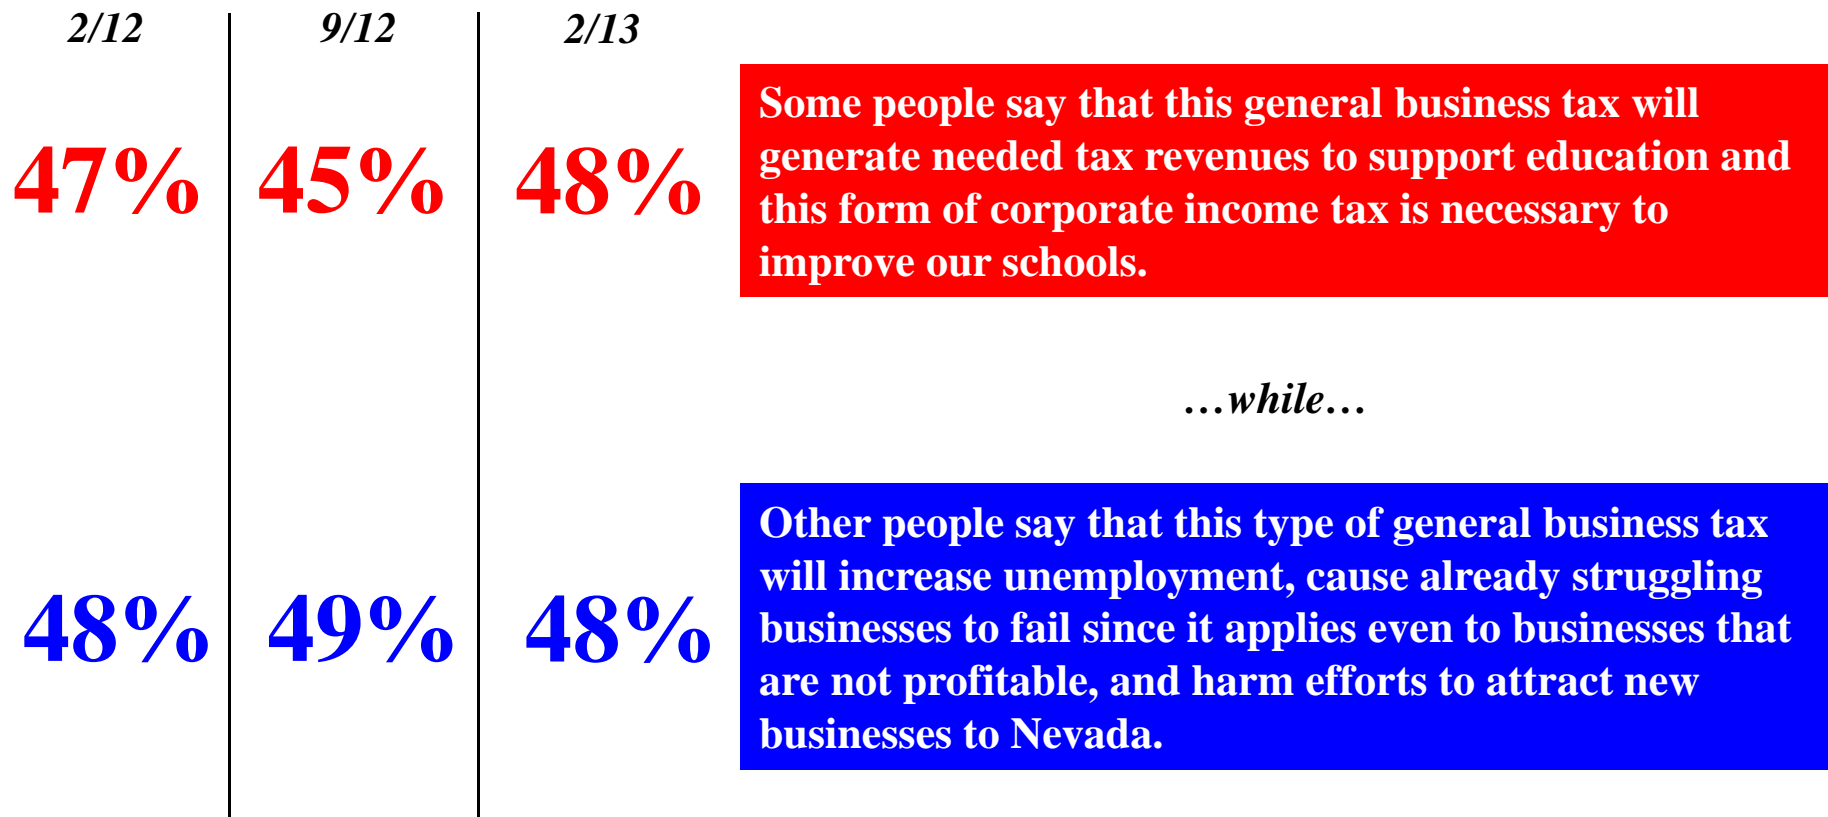 2/12 9/12 2/13
47% 45% 48%
Some people say that this general business tax will
generate needed tax revenues to support education and
this form of corporate income tax is necessary to
improve our schools.
…while…
48% 49% 48%
Other people say that this type of general business tax
will increase unemployment, cause already struggling
businesses to fail since it applies even to businesses that
are not profitable, and harm efforts to attract new
businesses to Nevada.